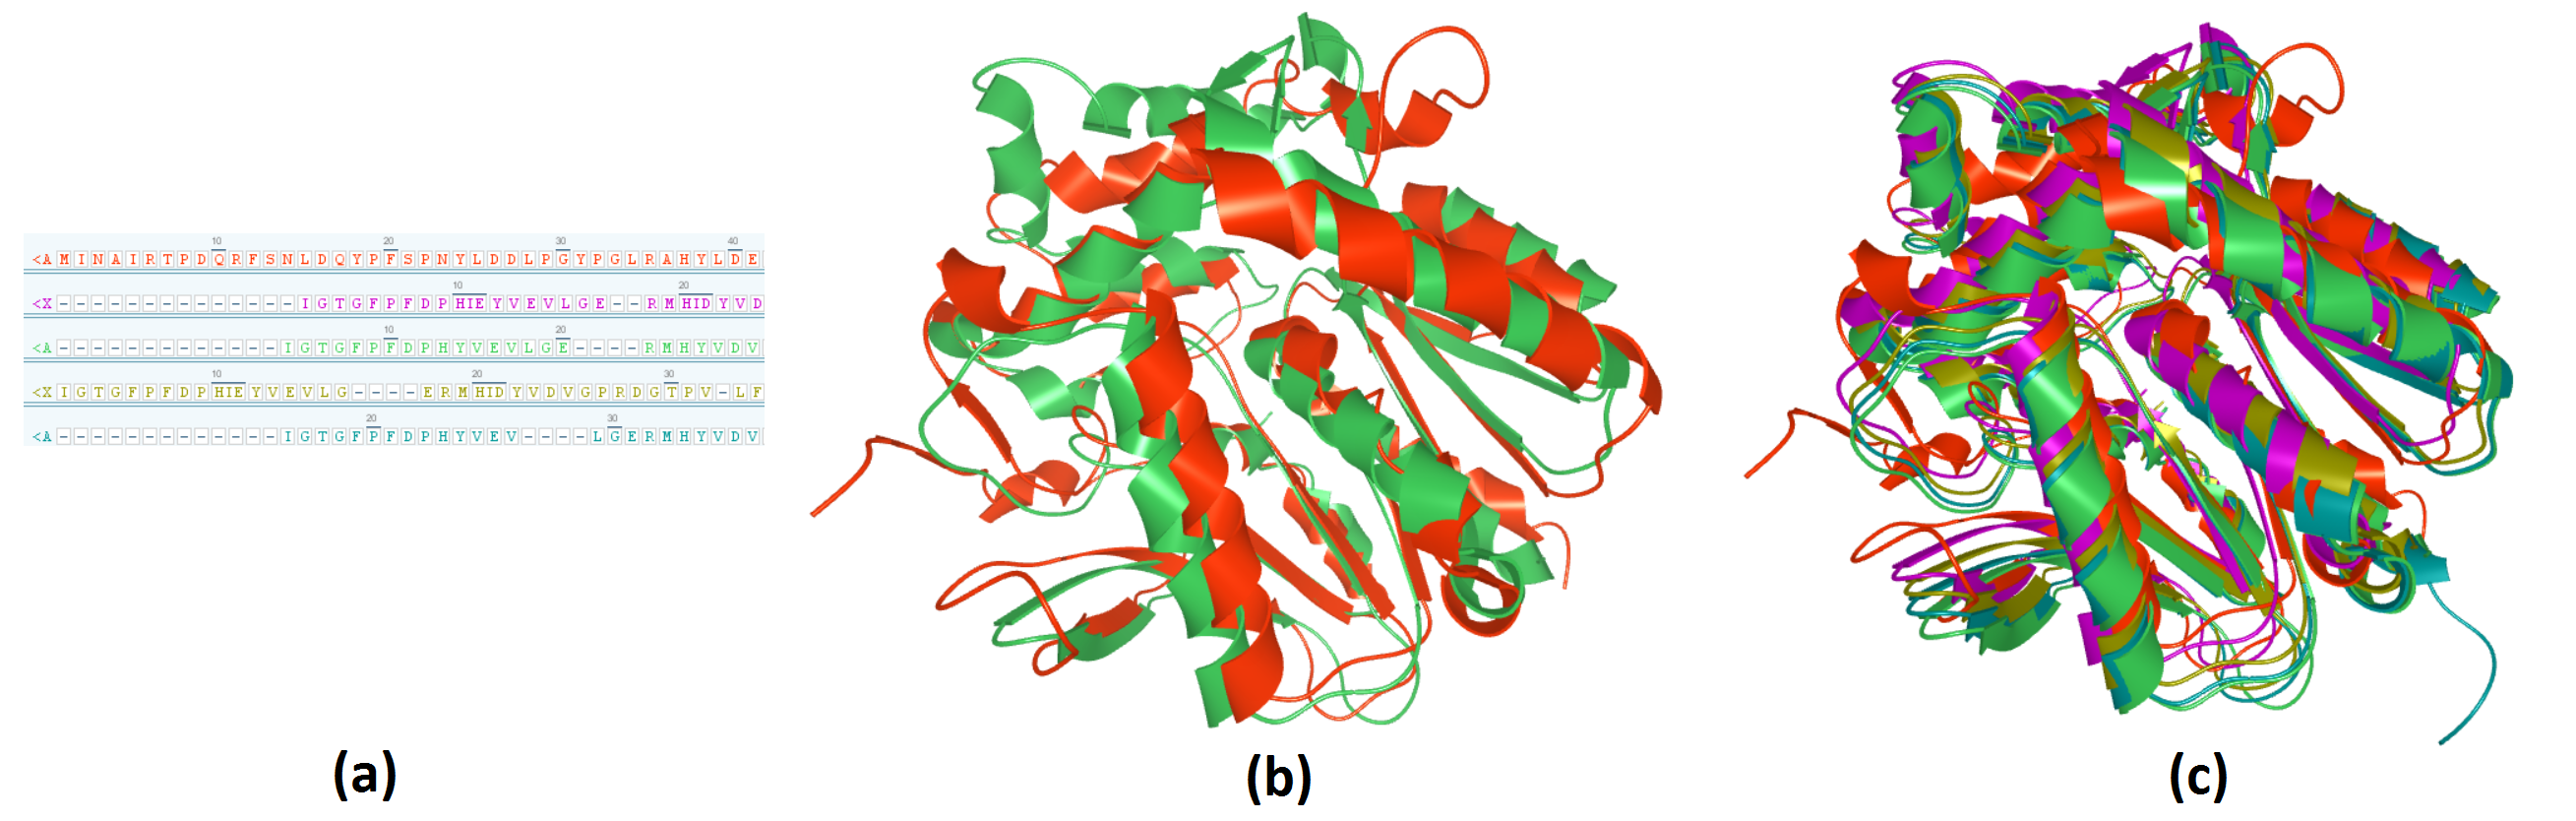 10 20 30 40
<A M I N A I R T P D Q R F S N L D Q Y P F S P N Y L D D L P G Y P G L R A H Y L D E
10 20
<X - - - - - - - - - - - - - - I G T G F P F D P HIE Y V E V L G E - - R M HID Y V D
10 20
<A - - - - - - - - - - - - - I G T G F P F D P H Y V E V L G E - - - - R M H Y V D V
10 20 30
<X I G T G F P F D P HIE Y V E V L G - - - - E R M HID Y V D V G P R D G T P V - L F
20 30
<A - - - - - - - - - - - - - I G T G F P F D P H Y V E V - - - - L G E R M H Y V D V
(a) (b) (c)